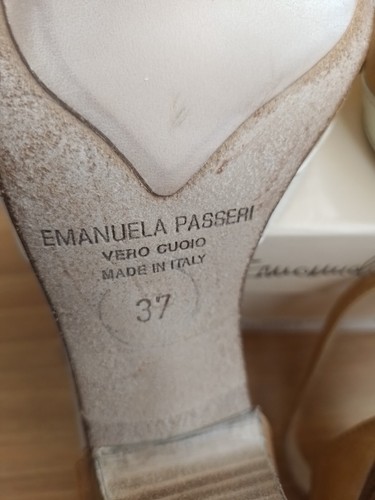 EMANUELA PASSERI
VERO CUOIO
MADE IN ITALY
37